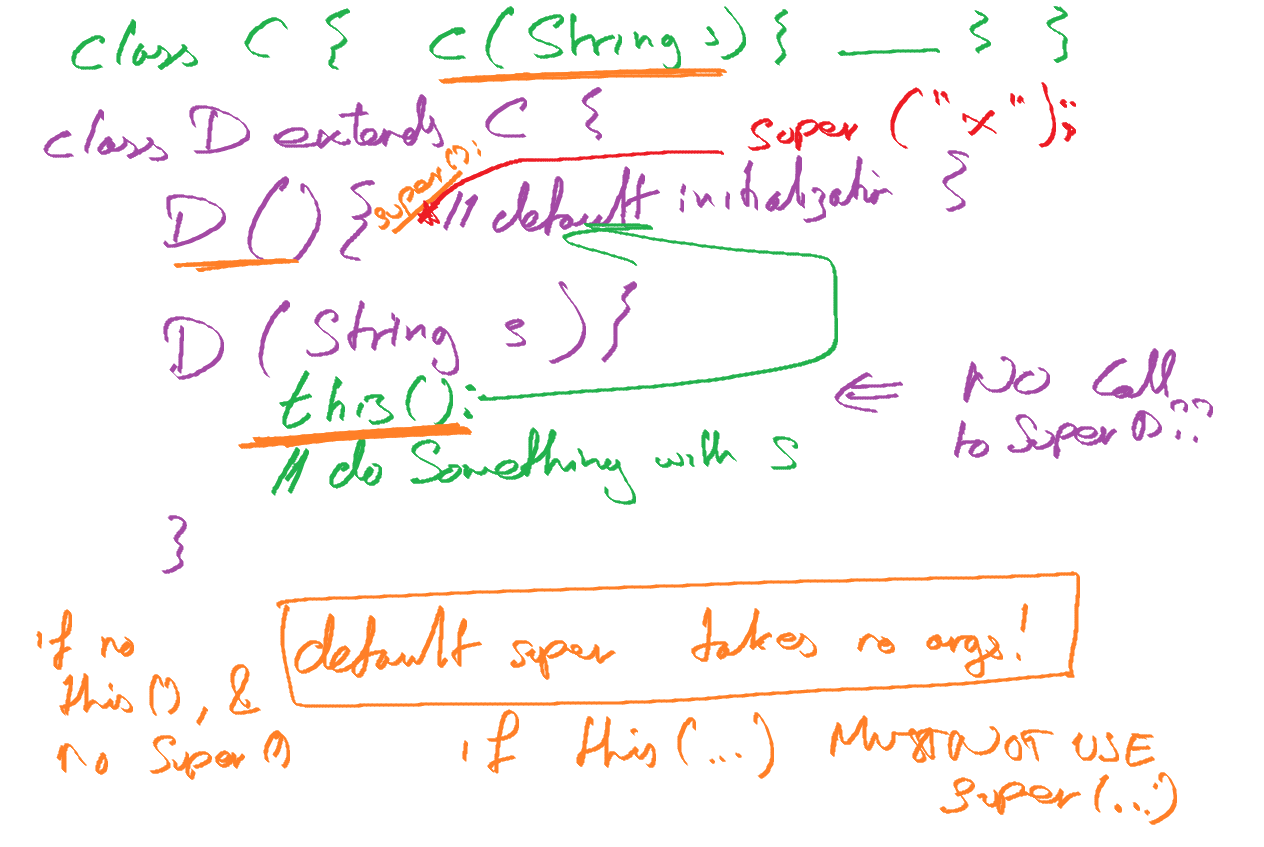 class C { C(String s) { ___ } }
class D extends C {
super ("x");
super();
D() { // default initialization }
D (String s) {
this();
// do something with s
}
<= NO call
to super()??
if no
this(), &
no super()
default super takes no args!
if this(...) MUST NOT USE
super(...)